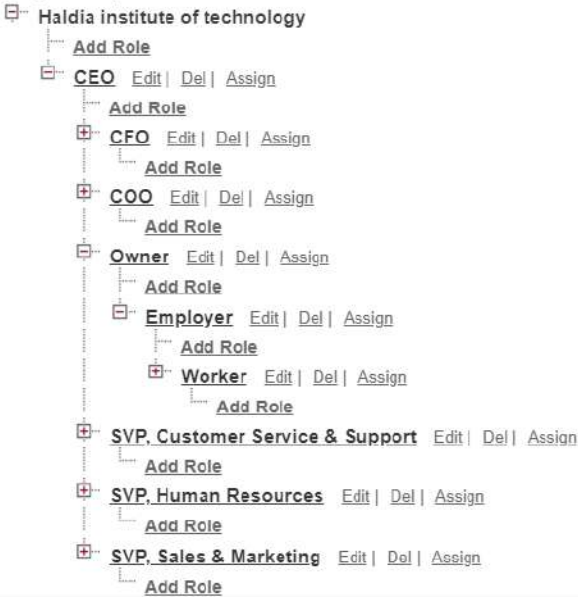 Haldia institute of technology
Add Role
CEO Edit | Del | Assign
Add Role
CFO Edit | Del | Assign
Add Role
COO Edit | Del | Assign
Add Role
Owner Edit | Del | Assign
Add Role
Employer Edit | Del | Assign
Add Role
Worker Edit | Del | Assign
Add Role
SVP, Customer Service & Support Edit | Del | Assign
Add Role
SVP, Human Resources Edit | Del | Assign
Add Role
SVP, Sales & Marketing Edit | Del | Assign
Add Role